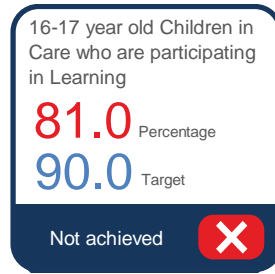 16-17 year old Children in
Care who are participating
in Learning
81.0 Percentage
90.0 Target
Not achieved